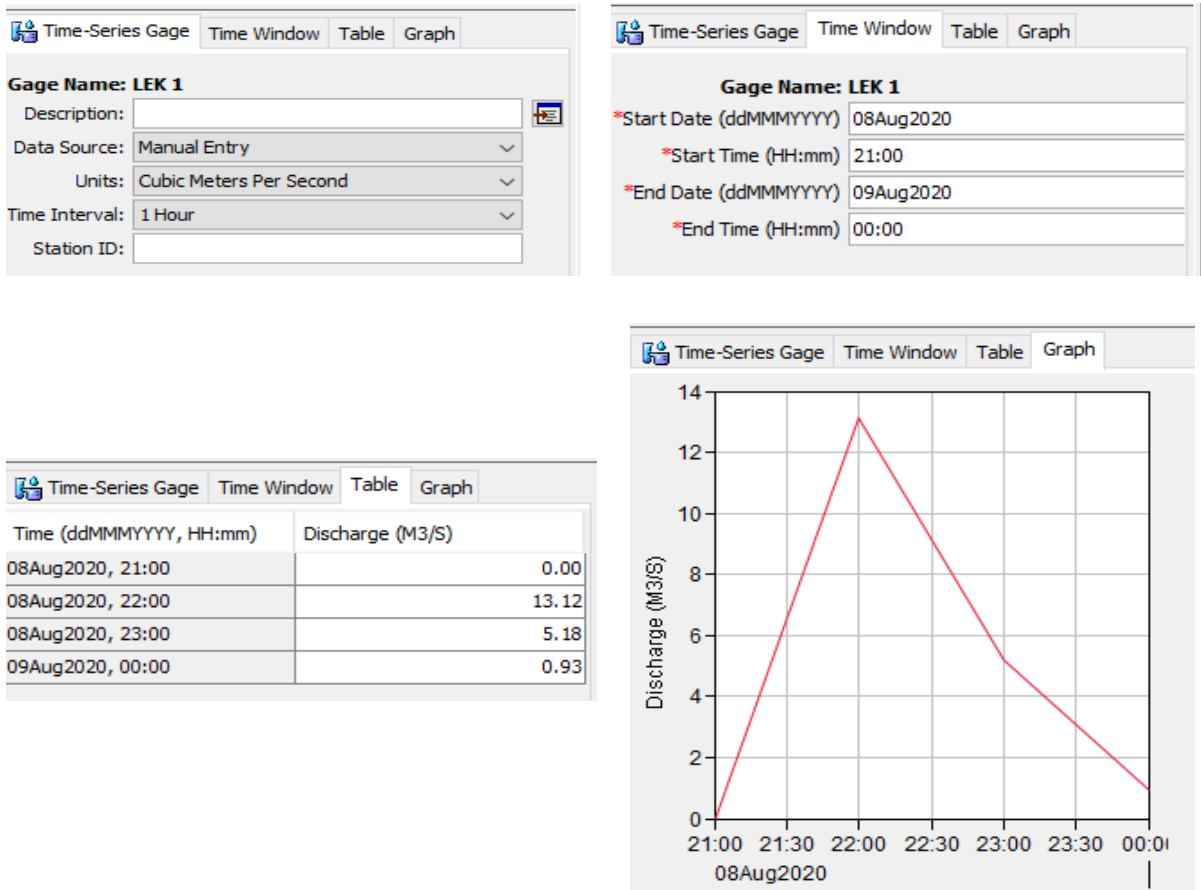 Time-Series Gage Time Window Table Graph
Gage Name: LEK 1
Description:
Data Source: Manual Entry
Units: Cubic Meters Per Second
Time Interval: 1 Hour
Station ID:
Time-Series Gage Time Window Table Graph
Gage Name: LEK 1
*Start Date (ddMMMYYYY) 08Aug2020
*Start Time (HH:mm) 21:00
*End Date (ddMMMYYYY) 09Aug2020
*End Time (HH:mm) 00:00
Time-Series Gage Time Window Table Graph
Time (ddMMMYYYY, HH:mm) Discharge (M3/S)
08Aug2020, 21:00 0.00
08Aug2020, 22:00 13.12
08Aug2020, 23:00 5.18
09Aug2020, 00:00 0.93
Time-Series Gage Time Window Table Graph
14
12
10
8
6
4
2
0
Discharge (M3/S)
21:00 21:30 22:00 22:30 23:00 23:30 00:0
08Aug2020